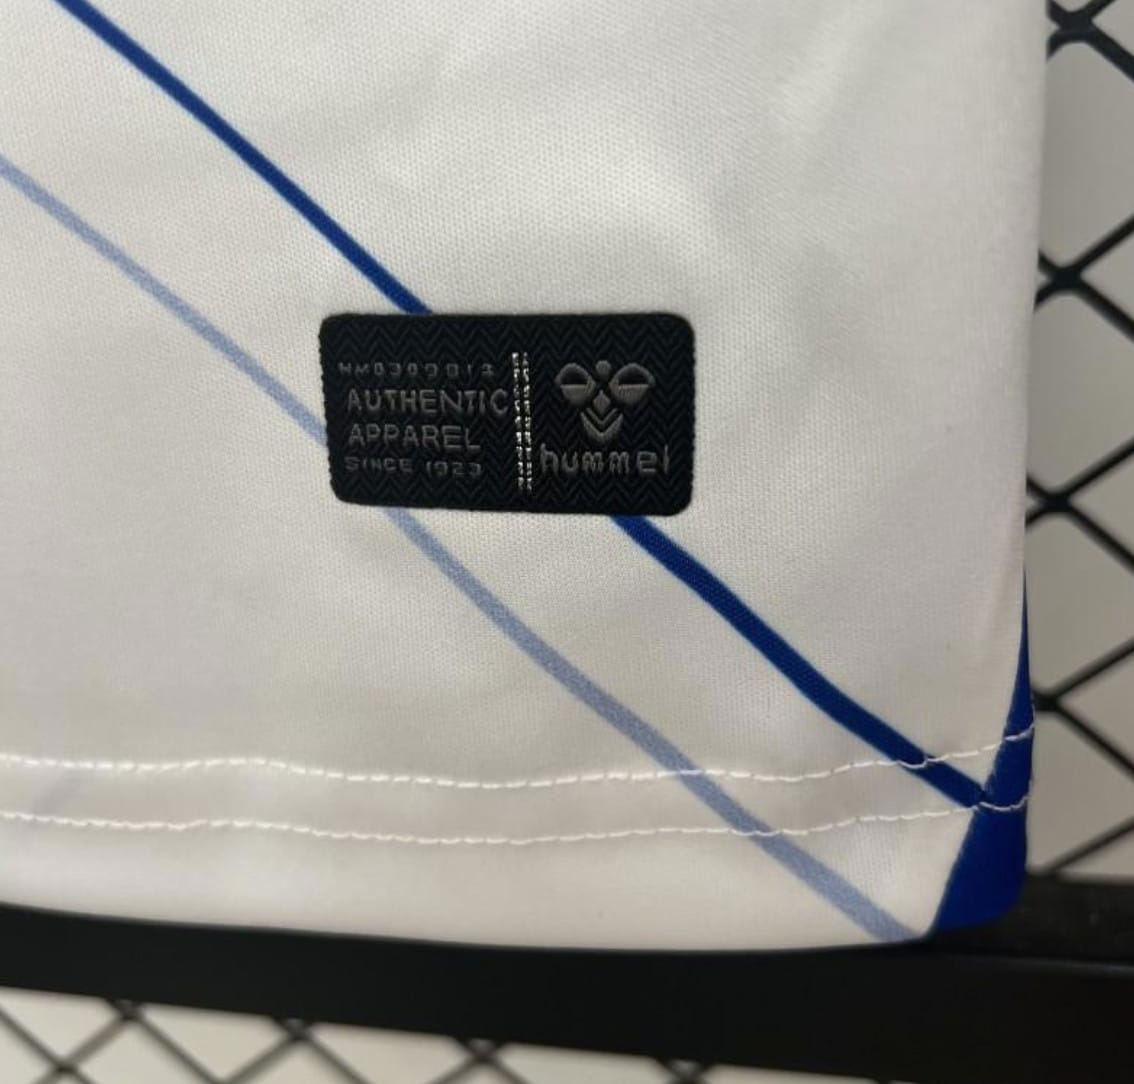 AUTHENTIC
APPAREL
SINCE 1923
hummel